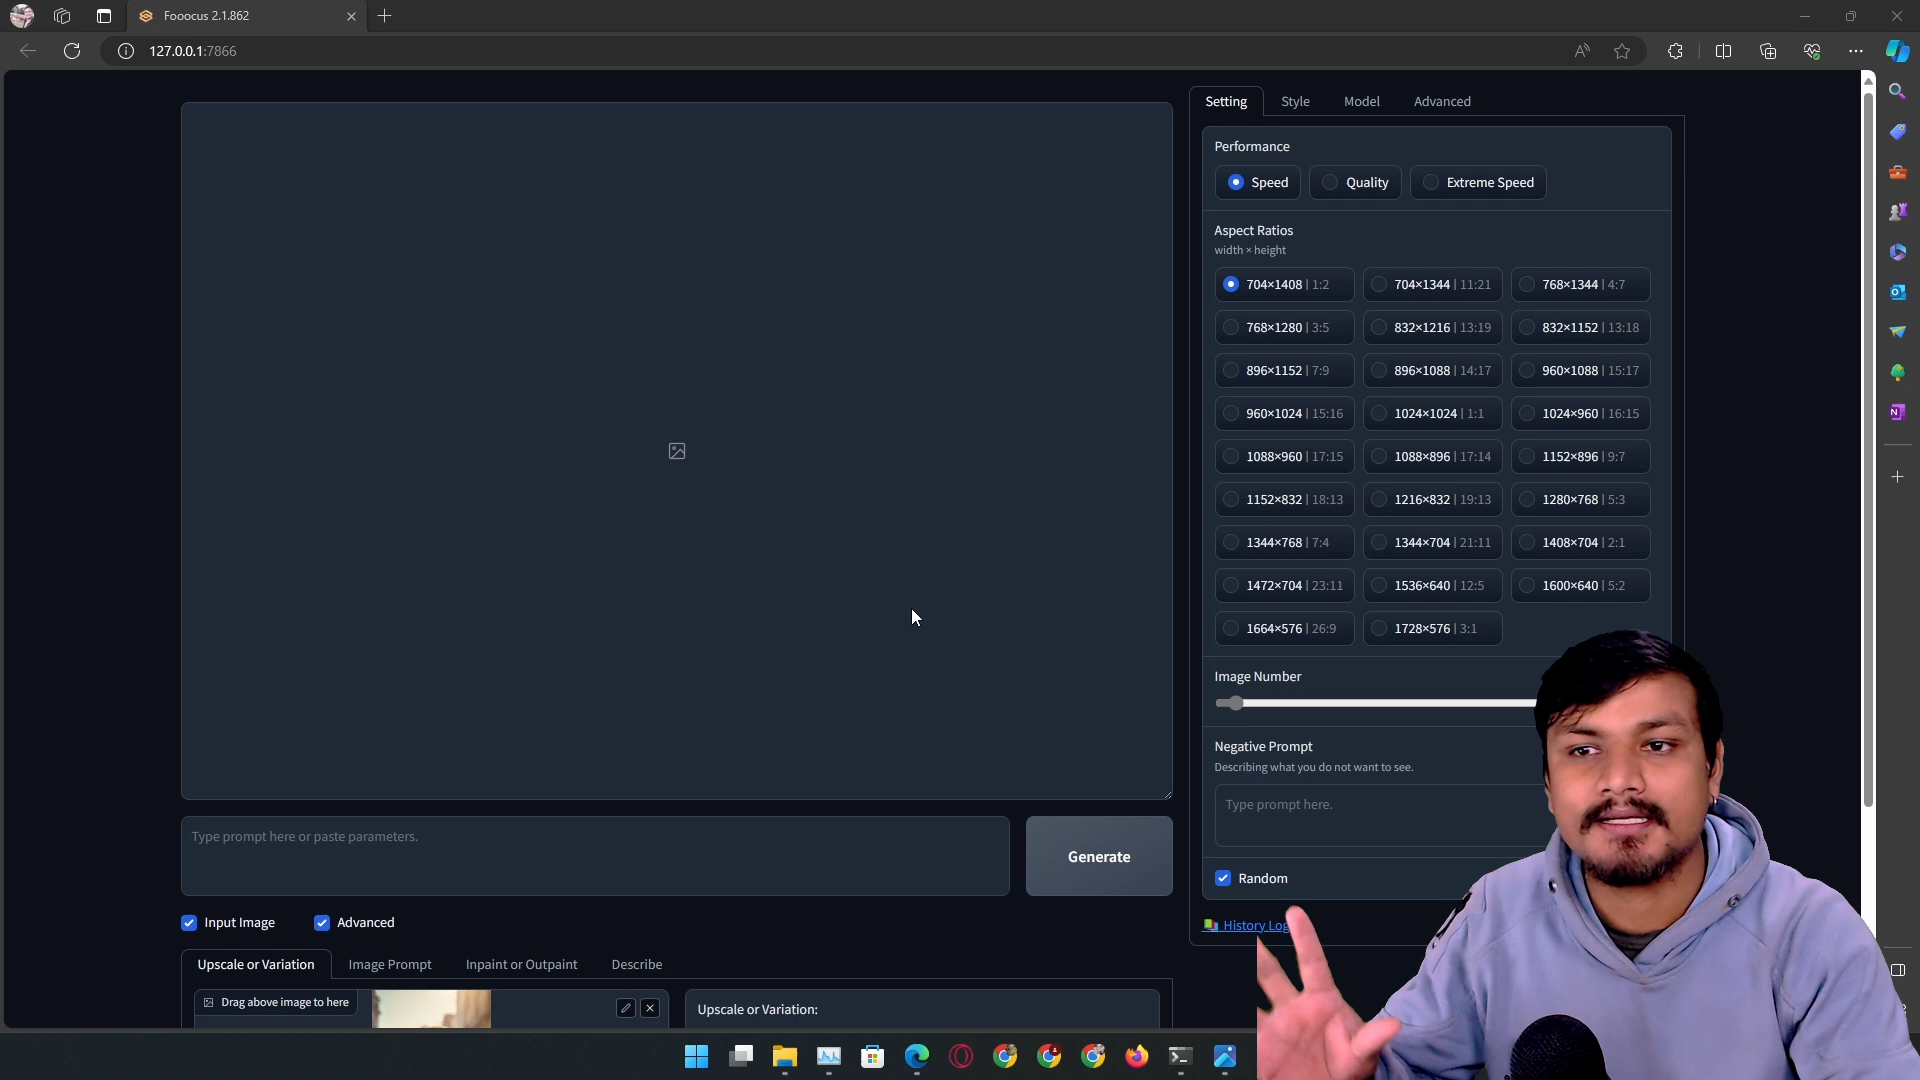 Fooocus 2.1.862
127.0.0.1:7866
Setting Style Model Advanced
Performance
Speed Quality Extreme Speed
Aspect Ratios
width × height
704×1408 | 1:2 704×1344 | 11:21 768×1344 | 4:7
768×1280 | 3:5 832×1216 | 13:19 832×1152 | 13:18
896×1152 | 7:9 896×1088 | 14:17 960×1088 | 15:17
960×1024 | 15:16 1024×1024 | 1:1 1024×960 | 16:15
1088×960 | 17:15 1088×896 | 17:14 1152×896 | 9:7
1152×832 | 18:13 1216×832 | 19:13 1280×768 | 5:3
1344×768 | 7:4 1344×704 | 21:11 1408×704 | 2:1
1472×704 | 23:11 1536×640 | 12:5 1600×640 | 5:2
1664×576 | 26:9 1728×576 | 3:1
Image Number
Negative Prompt
Describing what you do not want to see.
Type prompt here.
Random
History Log
Type prompt here or paste parameters.
Generate
Input Image Advanced
Upscale or Variation Image Prompt Inpaint or Outpaint Describe
Drag above image to here
Upscale or Variation: